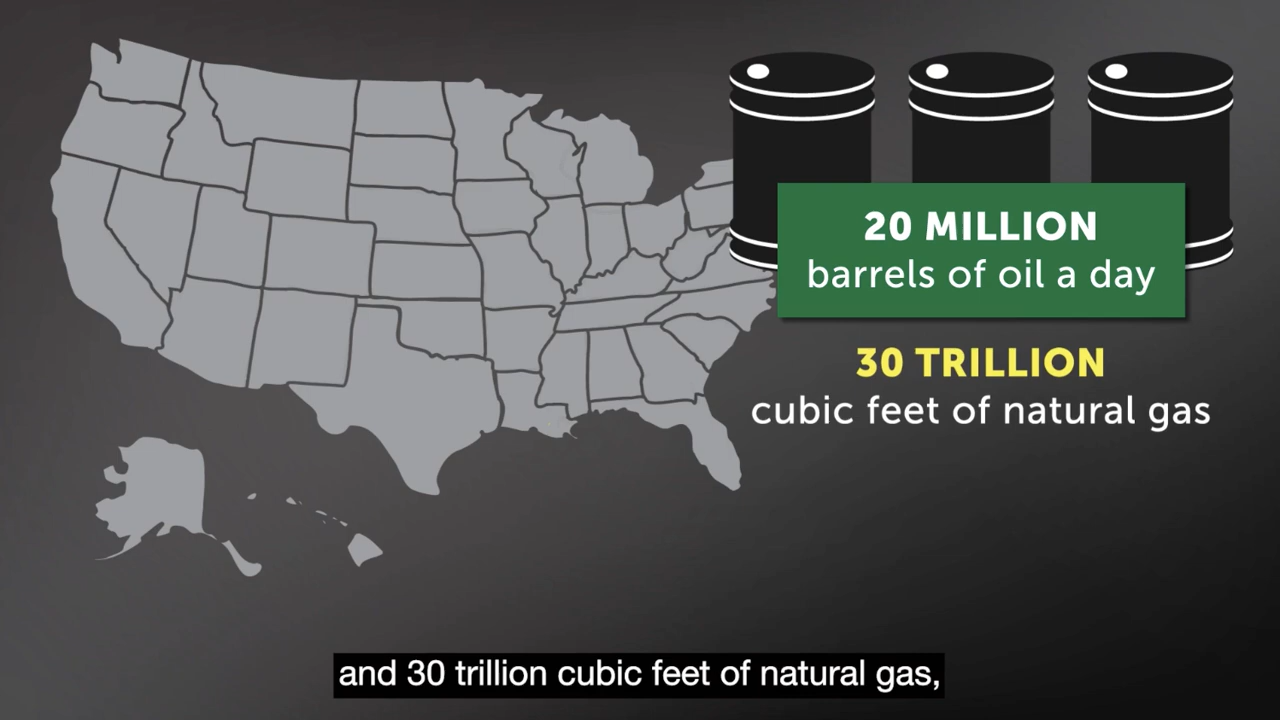 20 MILLION
barrels of oil a day
30 TRILLION
cubic feet of natural gas
and 30 trillion cubic feet of natural gas,